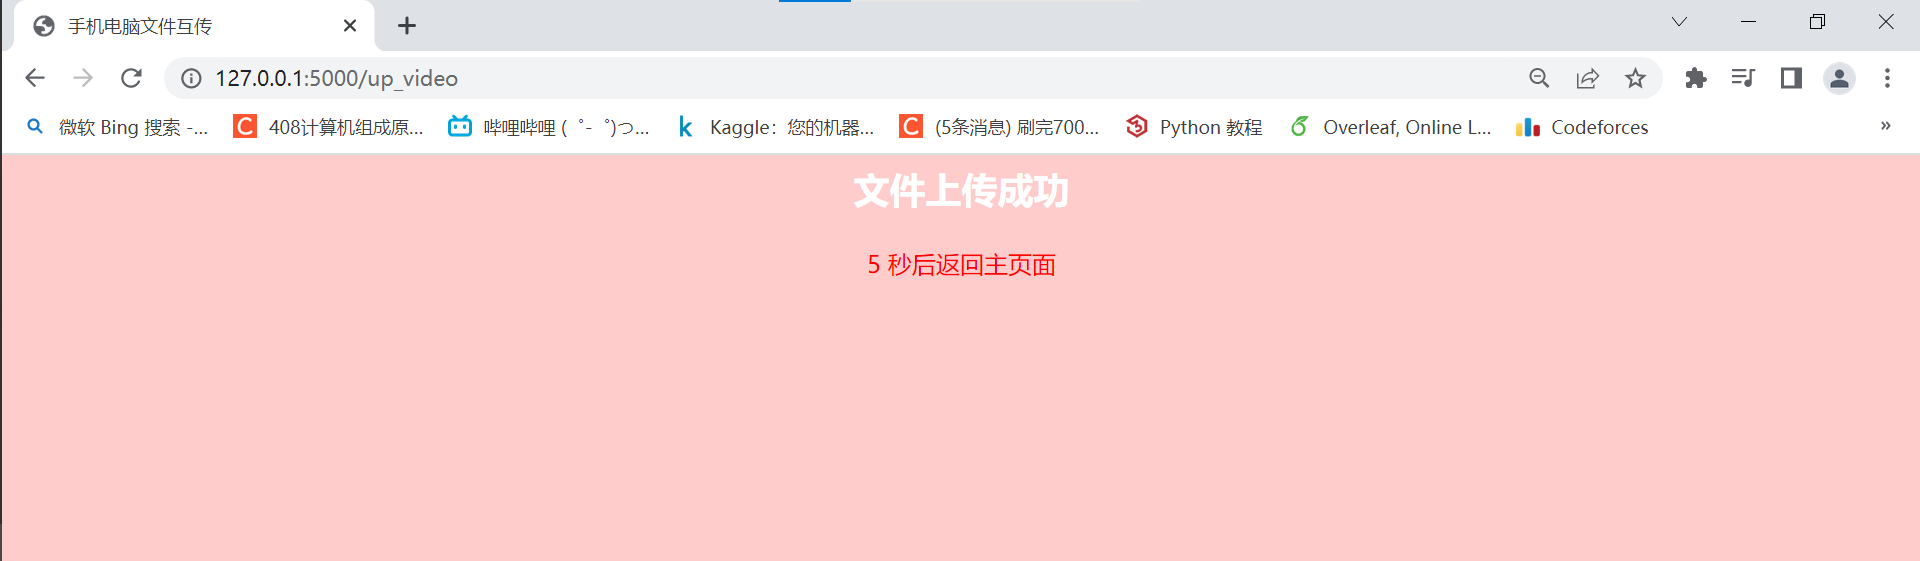 手机电脑文件互传
127.0.0.1:5000/up_video
微软 Bing 搜索 -... 408计算机组成原... 哔哩哔哩 (゜-゜)つ... Kaggle：您的机器... (5条消息) 刷完700... Python 教程 Overleaf, Online L... Codeforces »
文件上传成功
5 秒后返回主页面